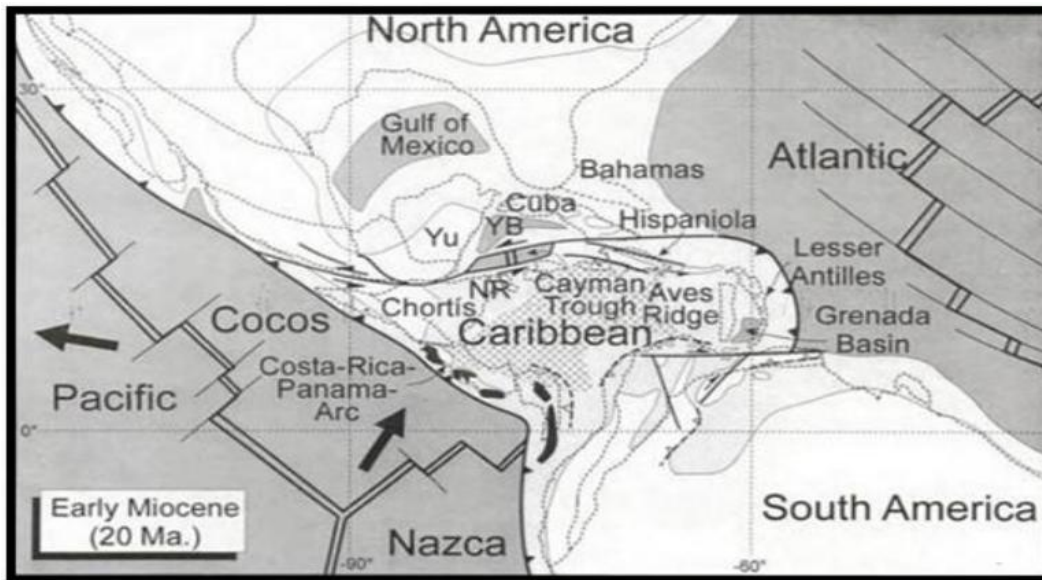 North America
30°
Gulf of
Mexico
Bahamas
Atlantic
Cuba
YB
Hispaniola
Yu
Lesser
Antilles
NR
Cayman
Trough
Aves
Ridge
Chortis
Cocos
Caribbean
Grenada
Basin
Costa-Rica-
Panama-
Arc
Pacific
0°
South America
Early Miocene
(20 Ma.)
Nazca
-90°
-60°